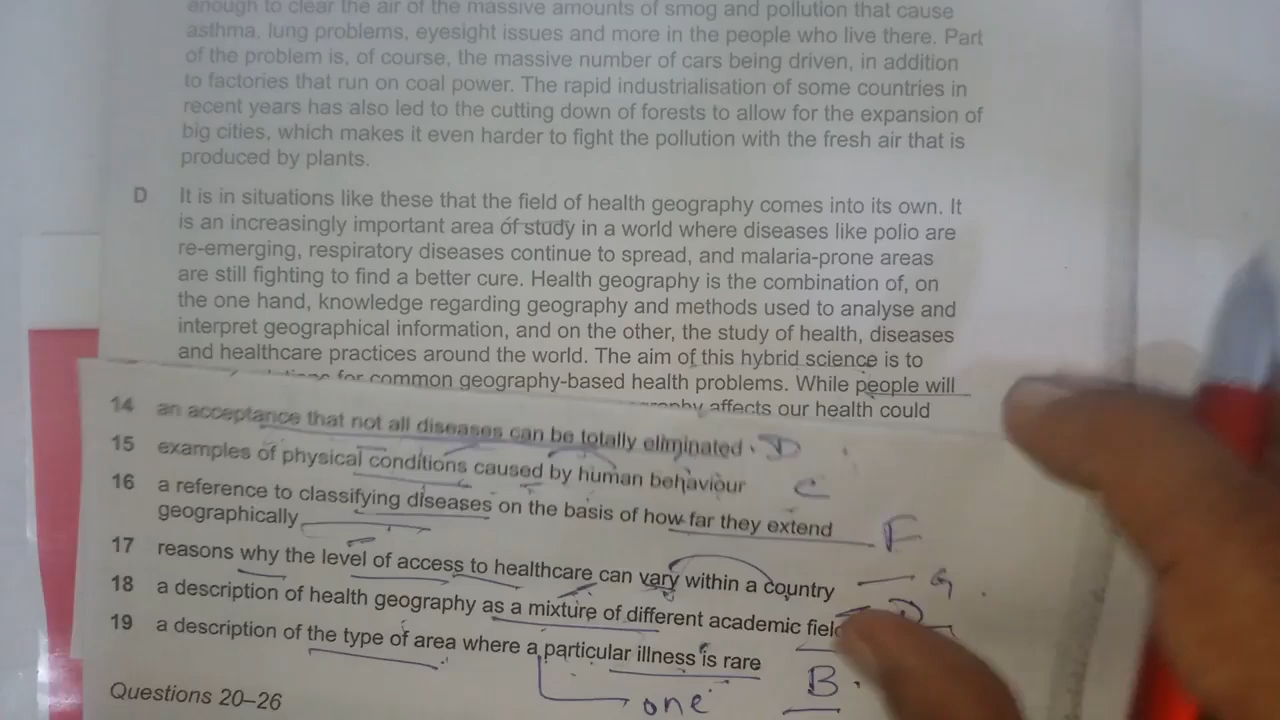 enough to clear the air of the massive amounts of smog and pollution that cause
asthma, lung problems, eyesight issues and more in the people who live there. Part
of the problem is, of course, the massive number of cars being driven, in addition
to factories that run on coal power. The rapid industrialisation of some countries in
recent years has also led to the cutting down of forests to allow for the expansion of
big cities, which makes it even harder to fight the pollution with the fresh air that is
produced by plants.
D It is in situations like these that the field of health geography comes into its own. It
is an increasingly important area of study in a world where diseases like polio are
re-emerging, respiratory diseases continue to spread, and malaria-prone areas
are still fighting to find a better cure. Health geography is the combination of, on
the one hand, knowledge regarding geography and methods used to analyse and
interpret geographical information, and on the other, the study of health, diseases
and healthcare practices around the world. The aim of this hybrid science is to
for common geography-based health problems. While people will
affects our health could
14 an acceptance that not all diseases can be totally eliminated. D
15 examples of physical conditions caused by human behaviour C
16 a reference to classifying diseases on the basis of how far they extend F
geographically
17 reasons why the level of access to healthcare can vary within a country G
18 a description of health geography as a mixture of different academic
19 a description of the type of area where a particular illness is rare B
one
Questions 20–26